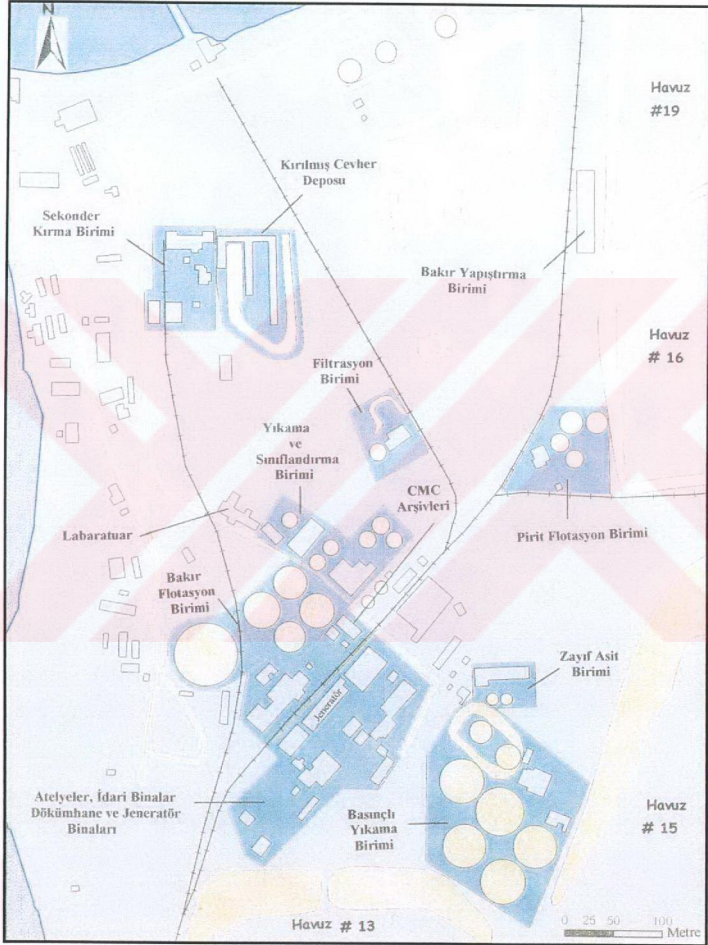 N
Havuz
#19
Kırılmış Cevher
Deposu
Sekonder
Kırma Birimi
Bakır Yapıştırma
Birimi
Havuz
# 16
Filtrasyon
Birimi
Yıkama
ve
Sınıflandırma
Birimi
CMC
Arşivleri
Labaratuar
Pirit Flotasyon Birimi
Bakır
Flotasyon
Birimi
Zayıf Asit
Birimi
Jeneratör
Atelyeler, İdari Binalar
Dökümhane ve Jeneratör
Binaları
Basınçlı
Yıkama
Birimi
Havuz
# 15
Havuz # 13
0 25 50 100
Metre